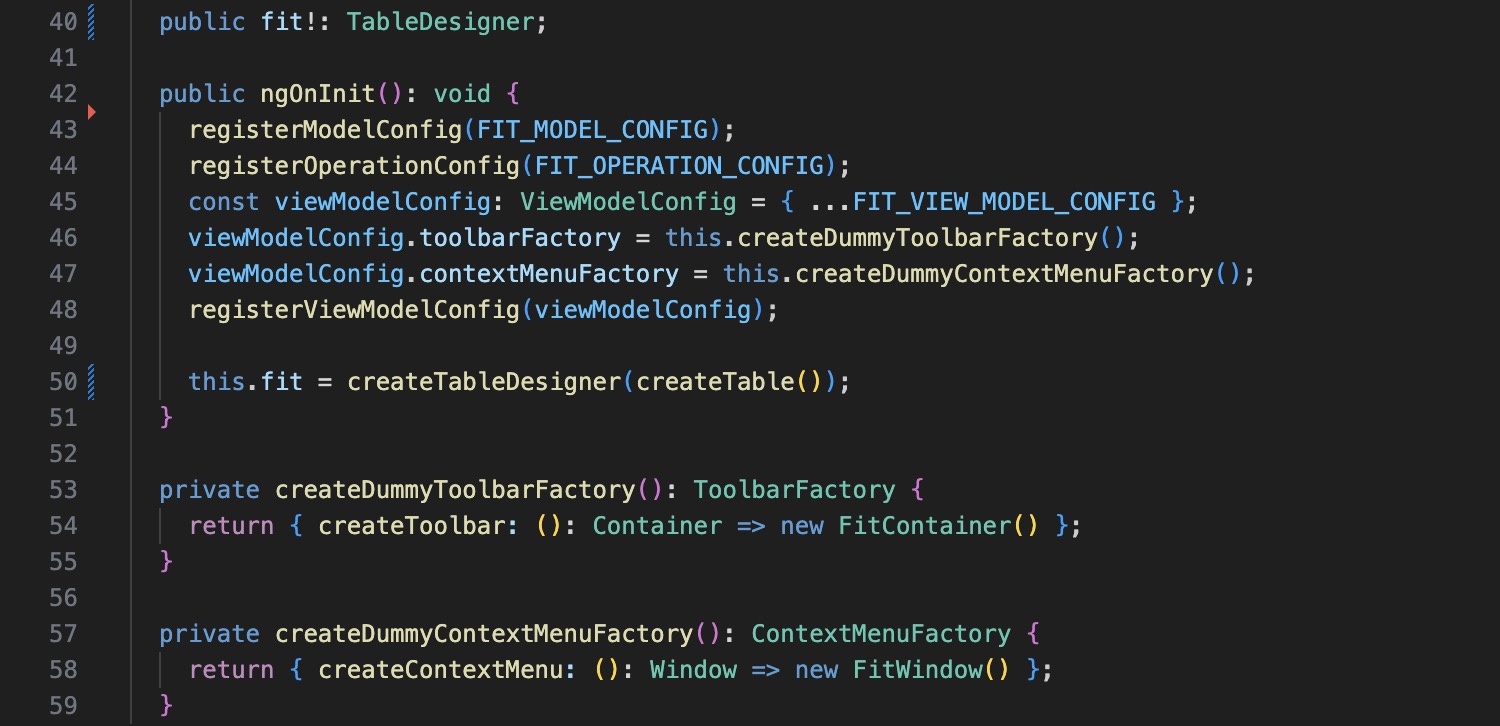 40 public fit!: TableDesigner;
41
42 public ngOnInit(): void {
43 registerModelConfig(FIT_MODEL_CONFIG);
44 registerOperationConfig(FIT_OPERATION_CONFIG);
45 const viewModelConfig: ViewModelConfig = { ...FIT_VIEW_MODEL_CONFIG };
46 viewModelConfig.toolbarFactory = this.createDummyToolbarFactory();
47 viewModelConfig.contextMenuFactory = this.createDummyContextMenuFactory();
48 registerViewModelConfig(viewModelConfig);
49
50 this.fit = createTableDesigner(createTable());
51 }
52
53 private createDummyToolbarFactory(): ToolbarFactory {
54 return { createToolbar: (): Container => new FitContainer() };
55 }
56
57 private createDummyContextMenuFactory(): ContextMenuFactory {
58 return { createContextMenu: (): Window => new FitWindow() };
59 }